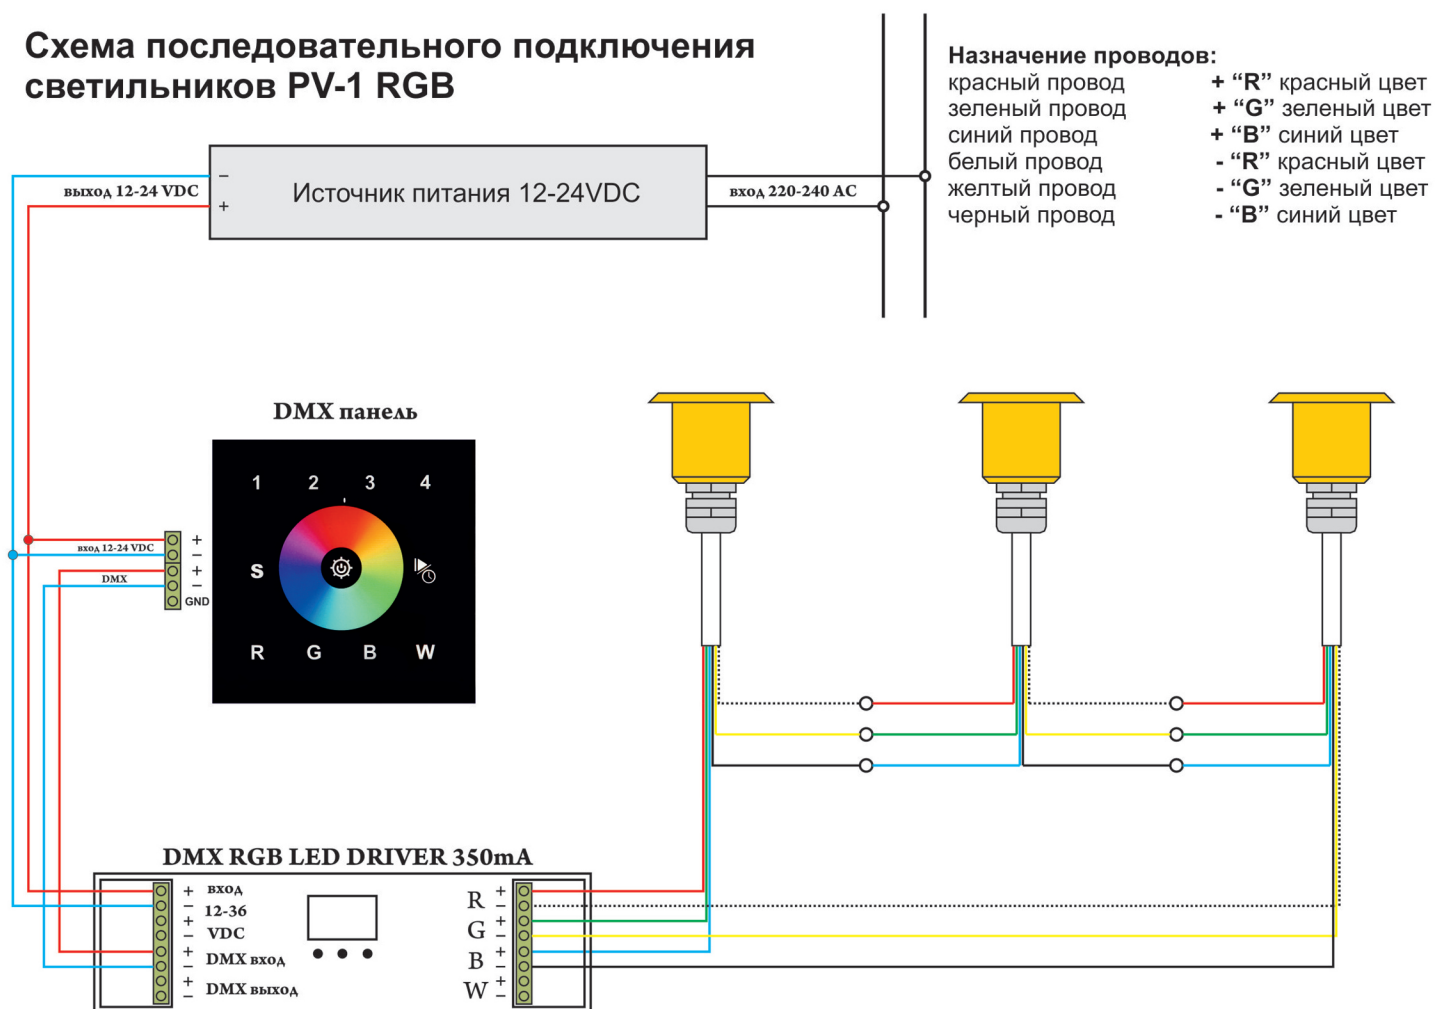 Схема последовательного подключения
светильников PV-1 RGB
Назначение проводов:
красный провод + “R” красный цвет
зеленый провод + “G” зеленый цвет
синий провод + “B” синий цвет
белый провод - “R” красный цвет
желтый провод - “G” зеленый цвет
черный провод - “B” синий цвет
выход 12-24 VDC
−
+
Источник питания 12-24VDC
вход 220-240 AC
DMX панель
1 2 3 4
S
R G B W
вход 12-24 VDC
DMX
+
−
+
−
GND
DMX RGB LED DRIVER 350mA
+ вход
− 12-36
+
− VDC
+
− DMX вход
+
− DMX выход
R +
−
G +
−
B +
−
W +
−